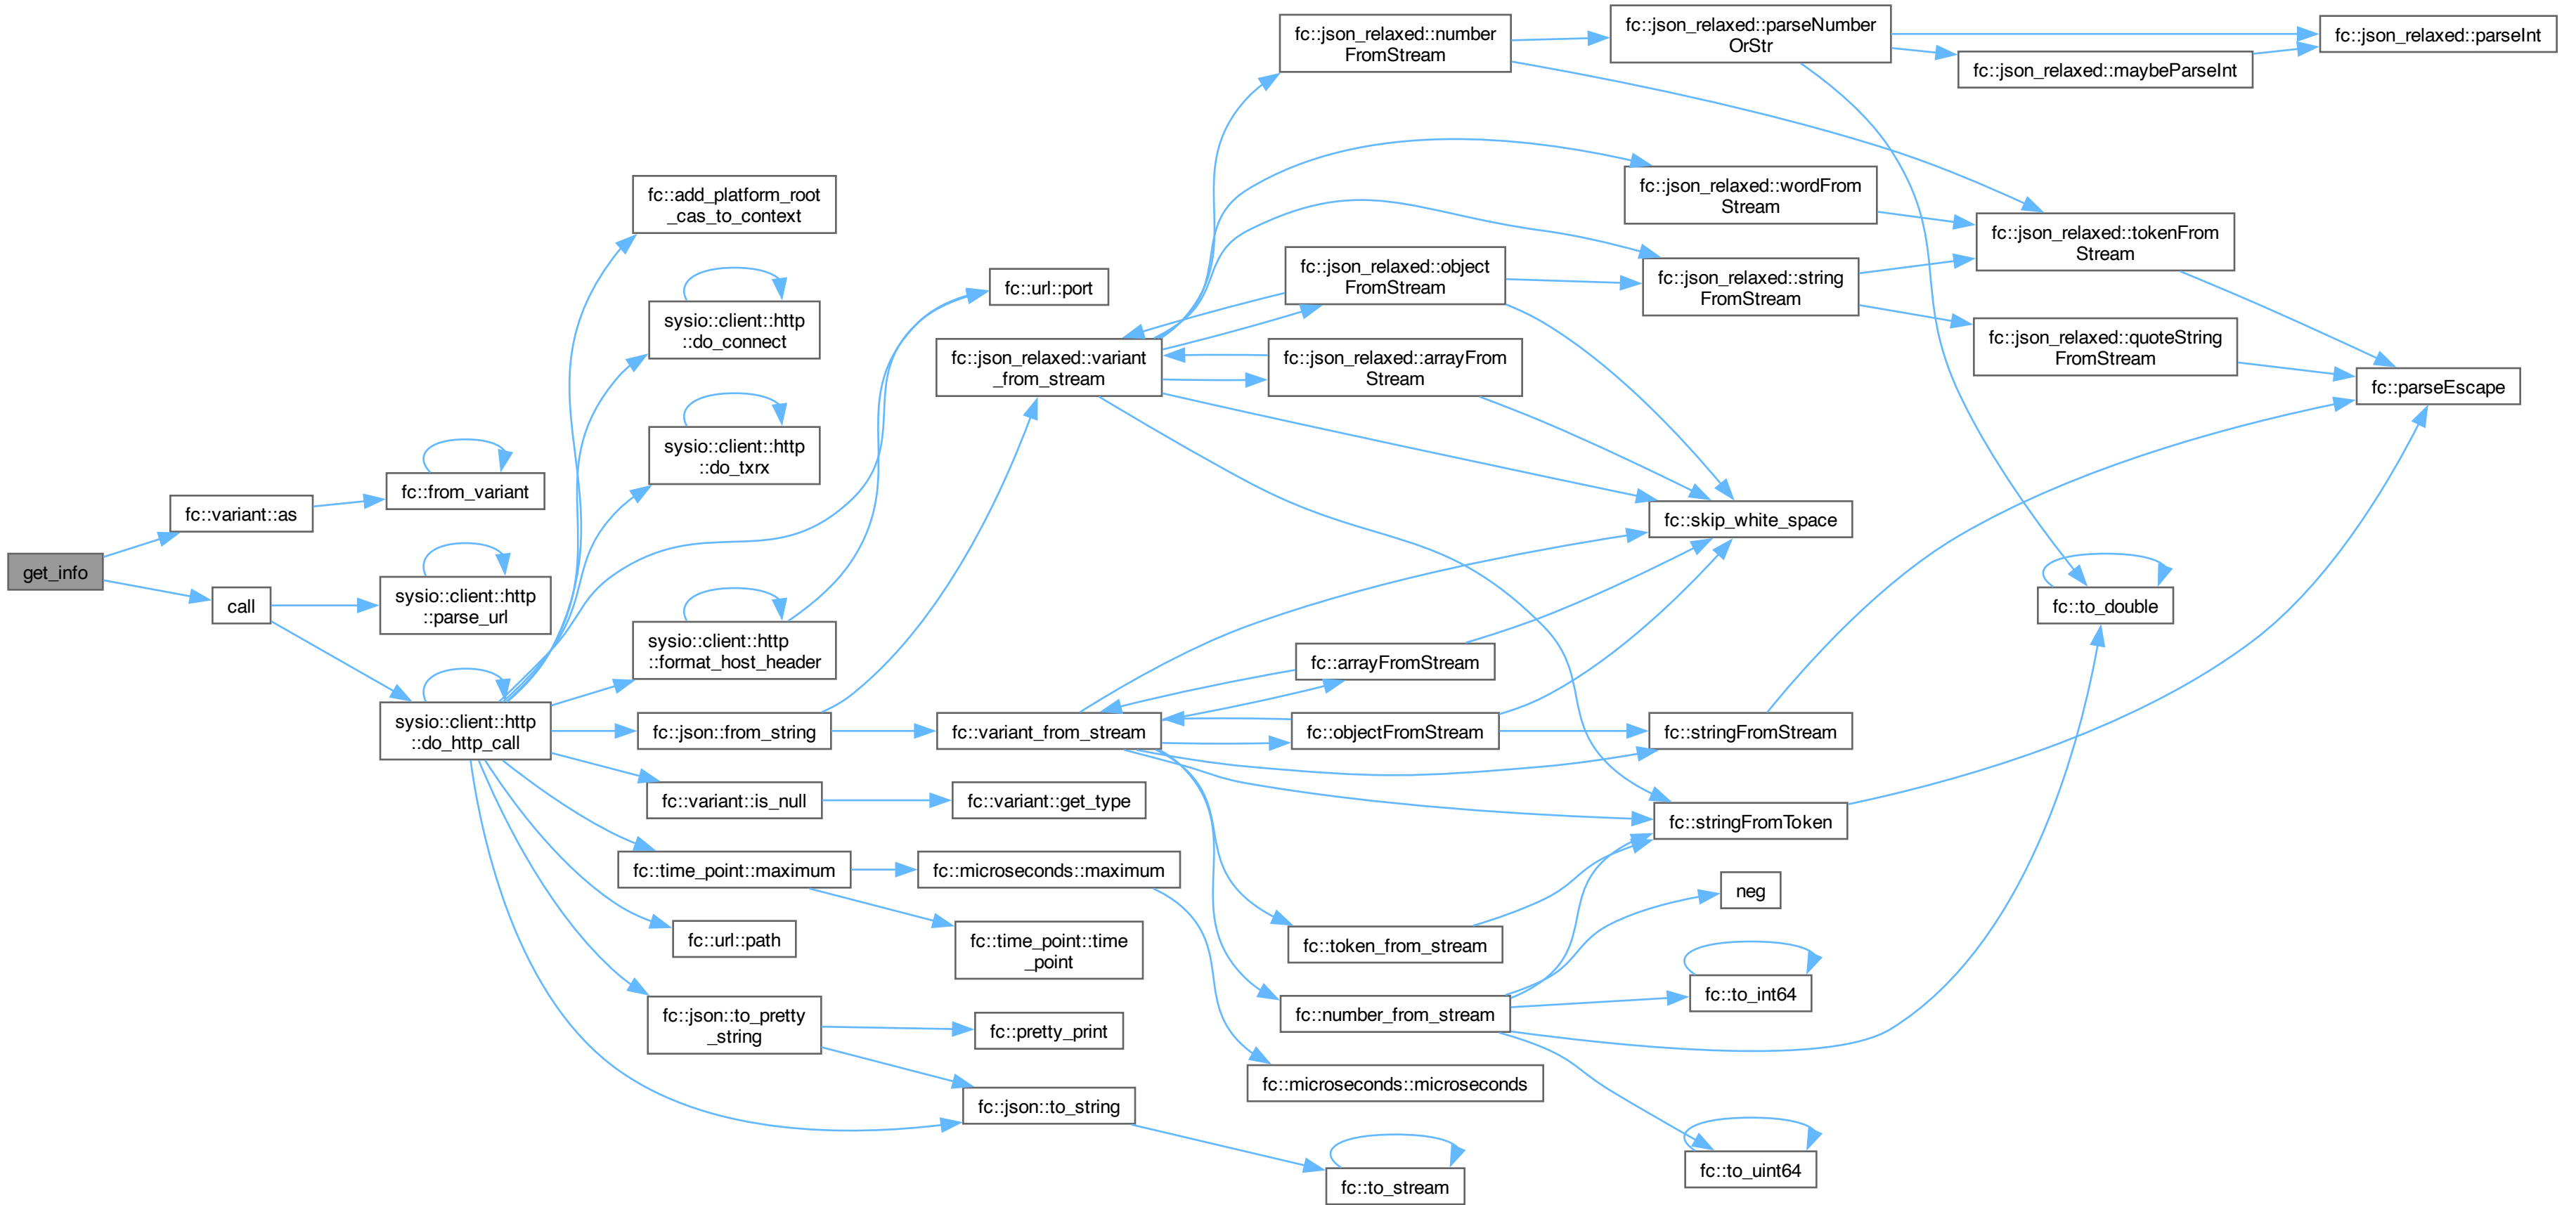 get_info
fc::variant::as
call
fc::from_variant
sysio::client::http
::parse_url
sysio::client::http
::do_http_call
fc::add_platform_root
_cas_to_context
sysio::client::http
::do_connect
sysio::client::http
::do_txrx
sysio::client::http
::format_host_header
fc::json::from_string
fc::variant::is_null
fc::time_point::maximum
fc::url::path
fc::json::to_pretty
_string
fc::url::port
fc::json_relaxed::variant
_from_stream
fc::variant_from_stream
fc::variant::get_type
fc::microseconds::maximum
fc::time_point::time
_point
fc::pretty_print
fc::json::to_string
fc::json_relaxed::number
FromStream
fc::json_relaxed::object
FromStream
fc::json_relaxed::arrayFrom
Stream
fc::arrayFromStream
fc::objectFromStream
fc::token_from_stream
fc::number_from_stream
fc::microseconds::microseconds
fc::to_stream
fc::json_relaxed::parseNumber
OrStr
fc::json_relaxed::wordFrom
Stream
fc::json_relaxed::string
FromStream
fc::skip_white_space
fc::stringFromStream
fc::stringFromToken
neg
fc::to_int64
fc::to_uint64
fc::json_relaxed::maybeParseInt
fc::json_relaxed::tokenFrom
Stream
fc::json_relaxed::quoteString
FromStream
fc::to_double
fc::json_relaxed::parseInt
fc::parseEscape